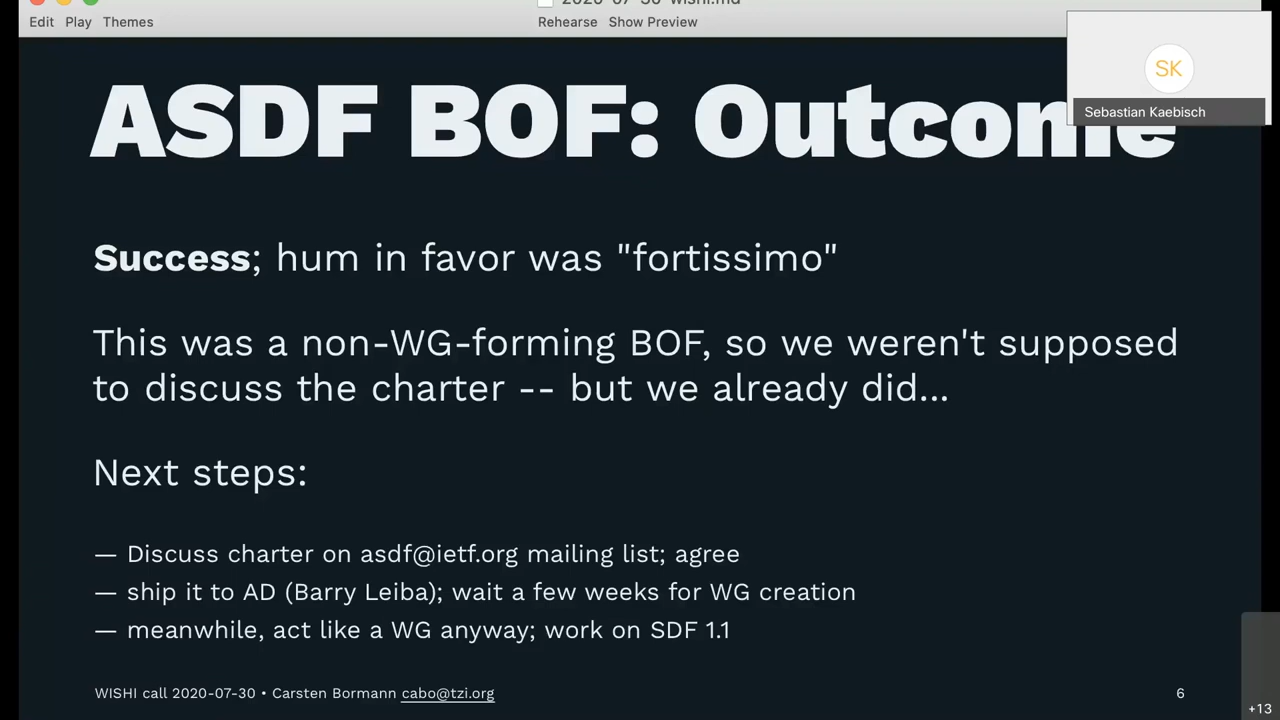 2020-07-30-wishi.md
Edit Play Themes Rehearse Show Preview
SK
Sebastian Kaebisch
ASDF BOF: Outcome
Success; hum in favor was "fortissimo"
This was a non-WG-forming BOF, so we weren't supposed
to discuss the charter -- but we already did...
Next steps:
— Discuss charter on asdf@ietf.org mailing list; agree
— ship it to AD (Barry Leiba); wait a few weeks for WG creation
— meanwhile, act like a WG anyway; work on SDF 1.1
WISHI call 2020-07-30 • Carsten Bormann cabo@tzi.org 6
+13